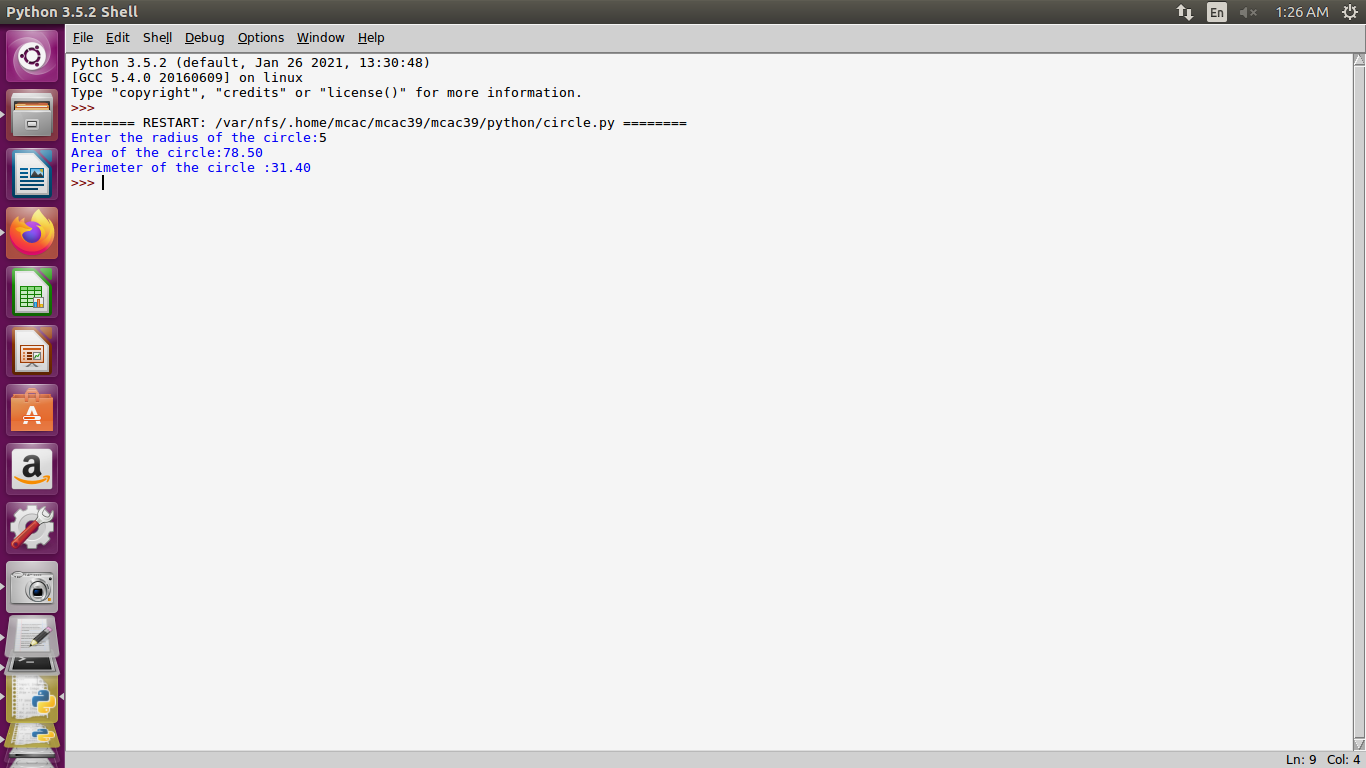 Python 3.5.2 Shell
En
1:26 AM
File Edit Shell Debug Options Window Help
Python 3.5.2 (default, Jan 26 2021, 13:30:48)
[GCC 5.4.0 20160609] on linux
Type "copyright", "credits" or "license()" for more information.
>>>
======== RESTART: /var/nfs/.home/mcac/mcac39/mcac39/python/circle.py ========
Enter the radius of the circle:5
Area of the circle:78.50
Perimeter of the circle :31.40
>>>
Ln: 9 Col: 4